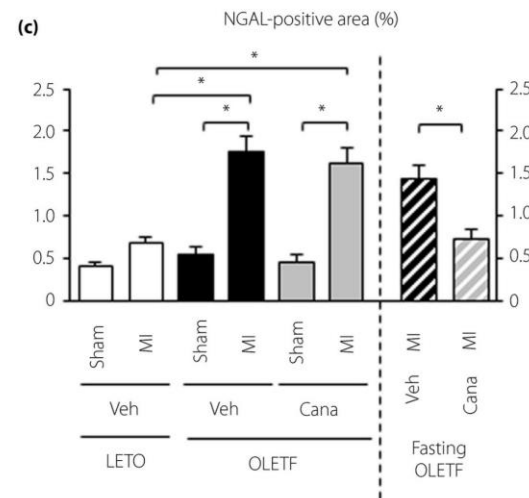 (c)
NGAL-positive area (%)
* 
* 
* * *
2.5 2.5
2.0 2.0
1.5 1.5
1.0 1.0
0.5 0.5
0 0
Sham MI Sham MI Sham MI Veh MI Cana MI
Veh Veh Cana
LETO OLETF
Fasting
OLETF